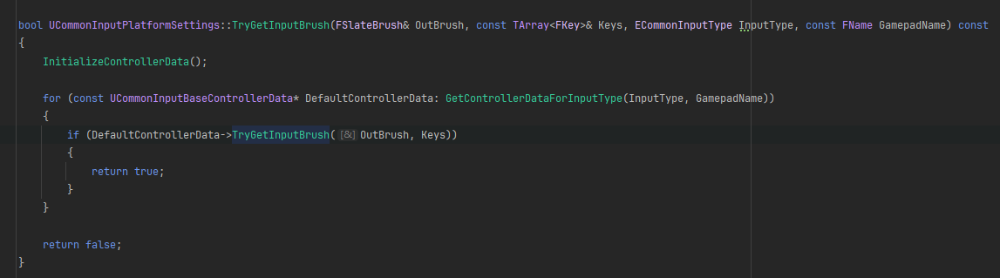 bool UCommonInputPlatformSettings::TryGetInputBrush(FSlateBrush& OutBrush, const TArray<FKey>& Keys, ECommonInputType InputType, const FName GamepadName) const
{
    InitializeControllerData();
    for (const UCommonInputBaseControllerData* DefaultControllerData: GetControllerDataForInputType(InputType, GamepadName))
    {
        if (DefaultControllerData->TryGetInputBrush([&]OutBrush, Keys))
        {
            return true;
        }
    }
    return false;
}